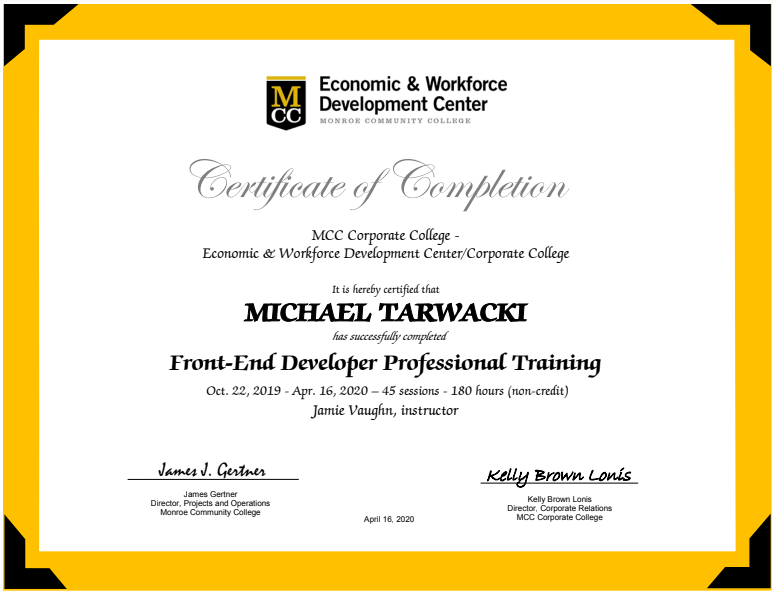 M
CC
Economic & Workforce
Development Center
MONROE COMMUNITY COLLEGE
Certificate of Completion
MCC Corporate College -
Economic & Workforce Development Center/Corporate College
It is hereby certified that
MICHAEL TARWACKI
has successfully completed
Front-End Developer Professional Training
Oct. 22, 2019 - Apr. 16, 2020 – 45 sessions - 180 hours (non-credit)
Jamie Vaughn, instructor
James J. Gertner
James Gertner
Director, Projects and Operations
Monroe Community College
April 16, 2020
Kelly Brown Lonis
Kelly Brown Lonis
Director, Corporate Relations
MCC Corporate College